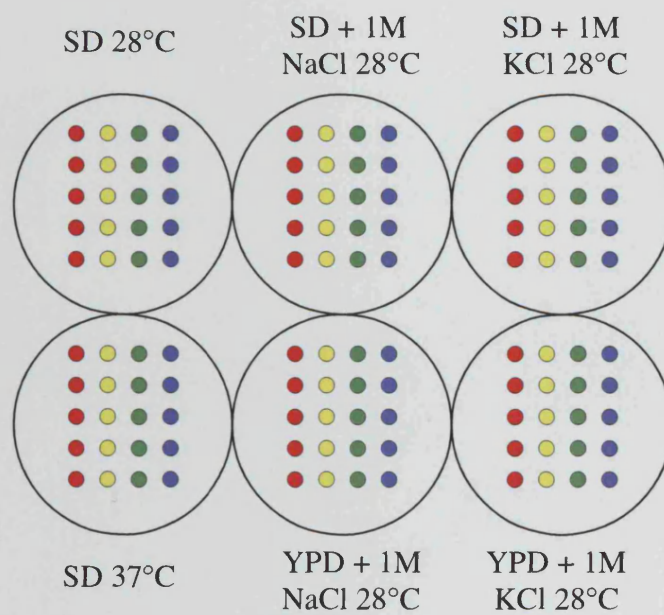 SD 28°C
SD + 1M
NaCl 28°C
SD + 1M
KCl 28°C
SD 37°C
YPD + 1M
NaCl 28°C
YPD + 1M
KCl 28°C